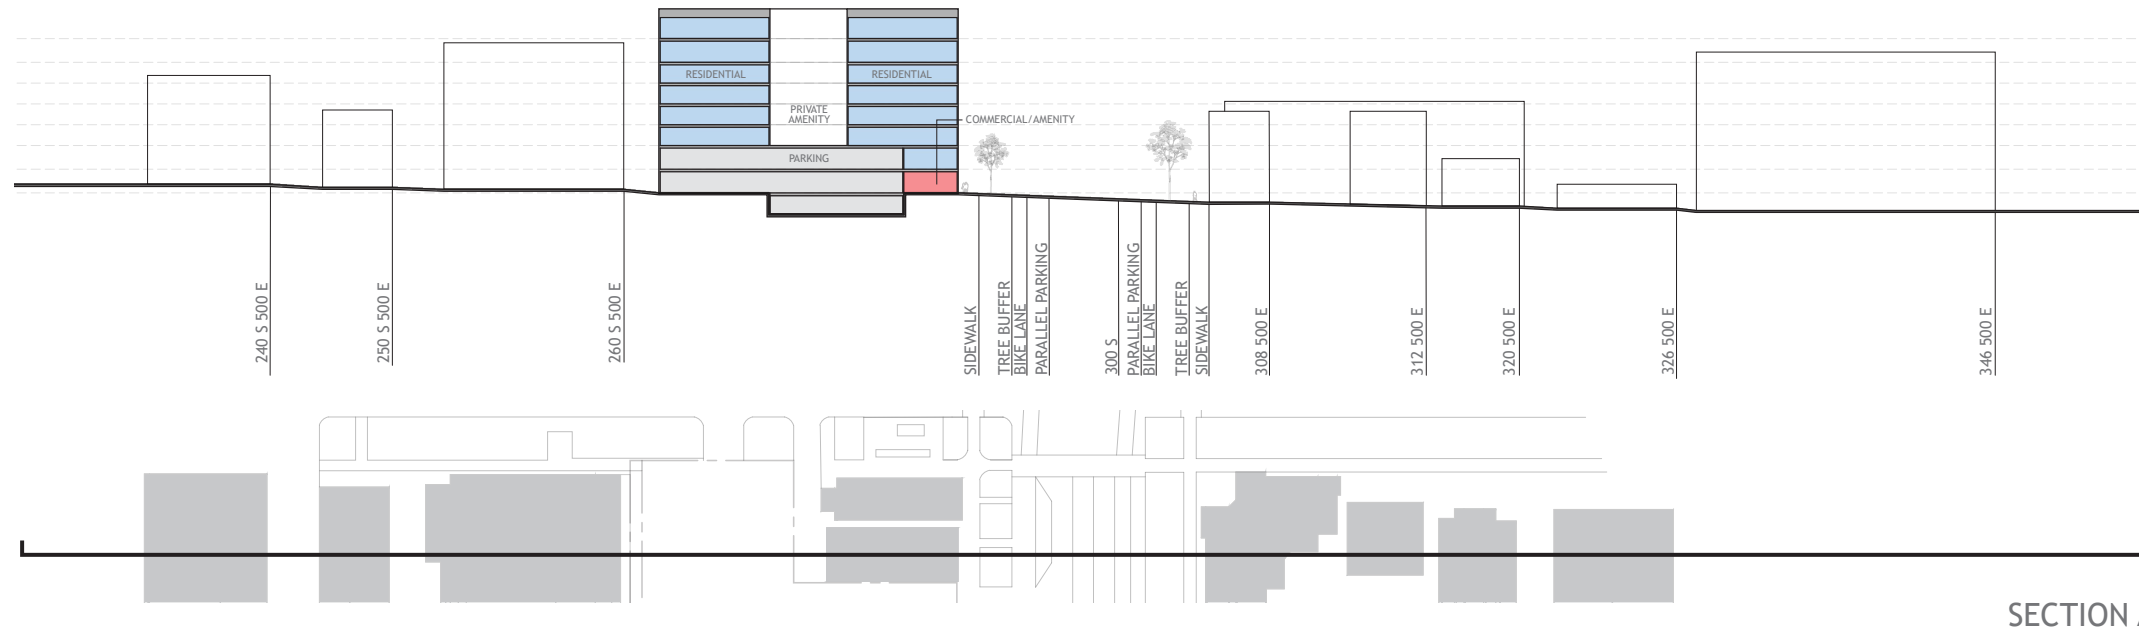 RESIDENTIAL
RESIDENTIAL
PRIVATE
AMENITY
COMMERCIAL/AMENITY
PARKING
240 S 500 E
250 S 500 E
260 S 500 E
SIDEWALK
TREE BUFFER
BIKE LANE
PARALLEL PARKING
300 S
PARALLEL PARKING
BIKE LANE
TREE BUFFER
SIDEWALK
308 500 E
312 500 E
320 500 E
326 500 E
346 500 E
SECTION